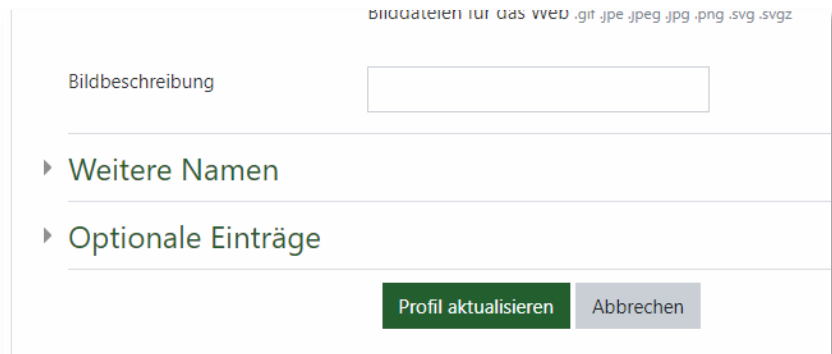 Bilddateien für das Web .gif .jpe .jpeg .jpg .png .svg .svgz
Bildbeschreibung
Weitere Namen
Optionale Einträge
Profil aktualisieren Abbrechen